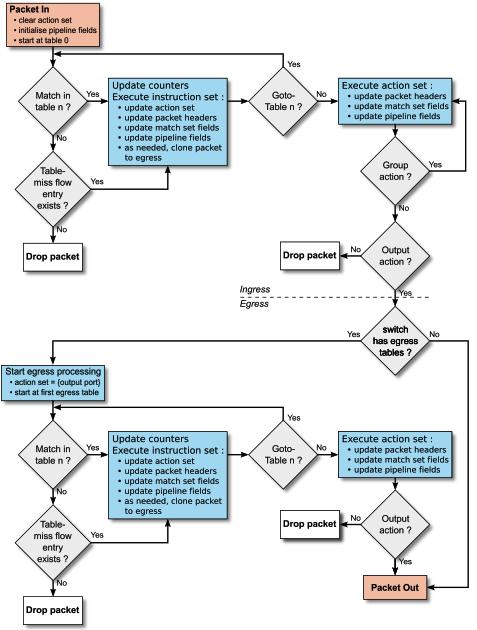 Packet In
• clear action set
• initialise pipeline fields
• start at table 0
Yes
Match in
table n ?
Yes
Update counters
Execute instruction set :
• update action set
• update packet headers
• update match set fields
• update pipeline fields
• as needed, clone packet
to egress
Goto-
Table n ?
No
Execute action set :
• update packet headers
• update match set fields
• update pipeline fields
No
Table-
miss flow
entry
exists ?
Yes
Group
action ?
Yes
No
No
Drop packet
Drop packet
No
Output
action ?
Ingress
Yes
Egress
Yes
switch
has egress
tables ?
No
Start egress processing
• action set = {output port}
• start at first egress table
Yes
Match in
table n ?
Yes
Update counters
Execute instruction set :
• update action set
• update packet headers
• update match set fields
• update pipeline fields
• as needed, clone packet
to egress
Goto-
Table n ?
No
Execute action set :
• update packet headers
• update match set fields
• update pipeline fields
No
Table-
miss flow
entry
exists ?
Yes
Drop packet
No
Output
action ?
Yes
No
Drop packet
Packet Out